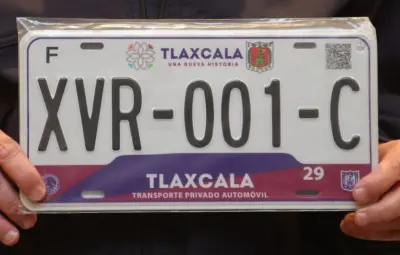 F
TLAXCALA
UNA NUEVA HISTORIA
XVR-001-C
TLAXCALA
29
TRANSPORTE PRIVADO AUTOMÓVIL